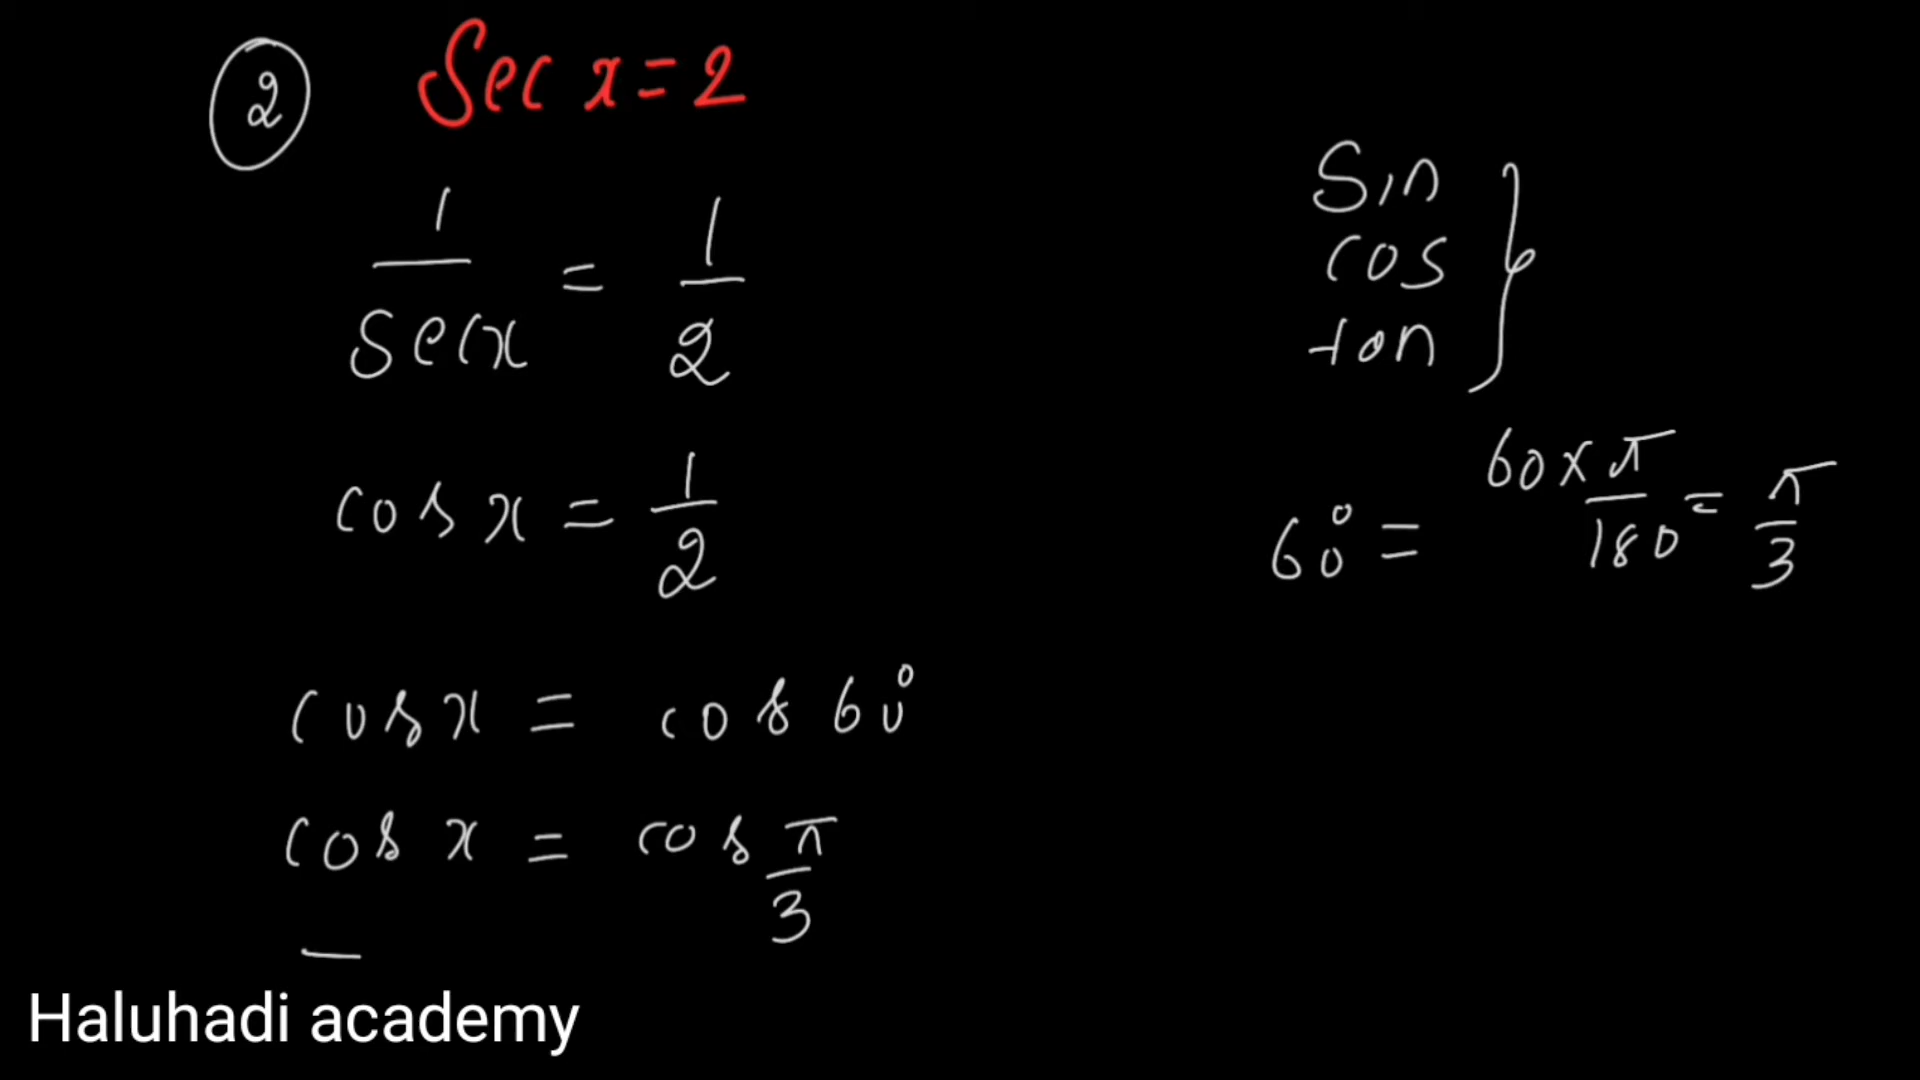 ② Sec x = 2
1/Secx = 1/2
cos x = 1/2
cosx = cos 60°
cos x = cos π/3
Sin
cos
tan
60° = 60 x π/180 = π/3
Haluhadi academy